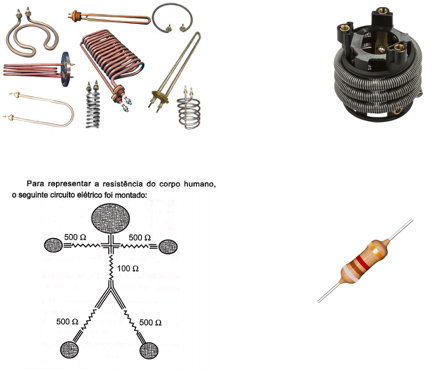 Para representar a resistência do corpo humano,
o seguinte circuito elétrico foi montado:
500 Ω
500 Ω
100 Ω
500 Ω
500 Ω